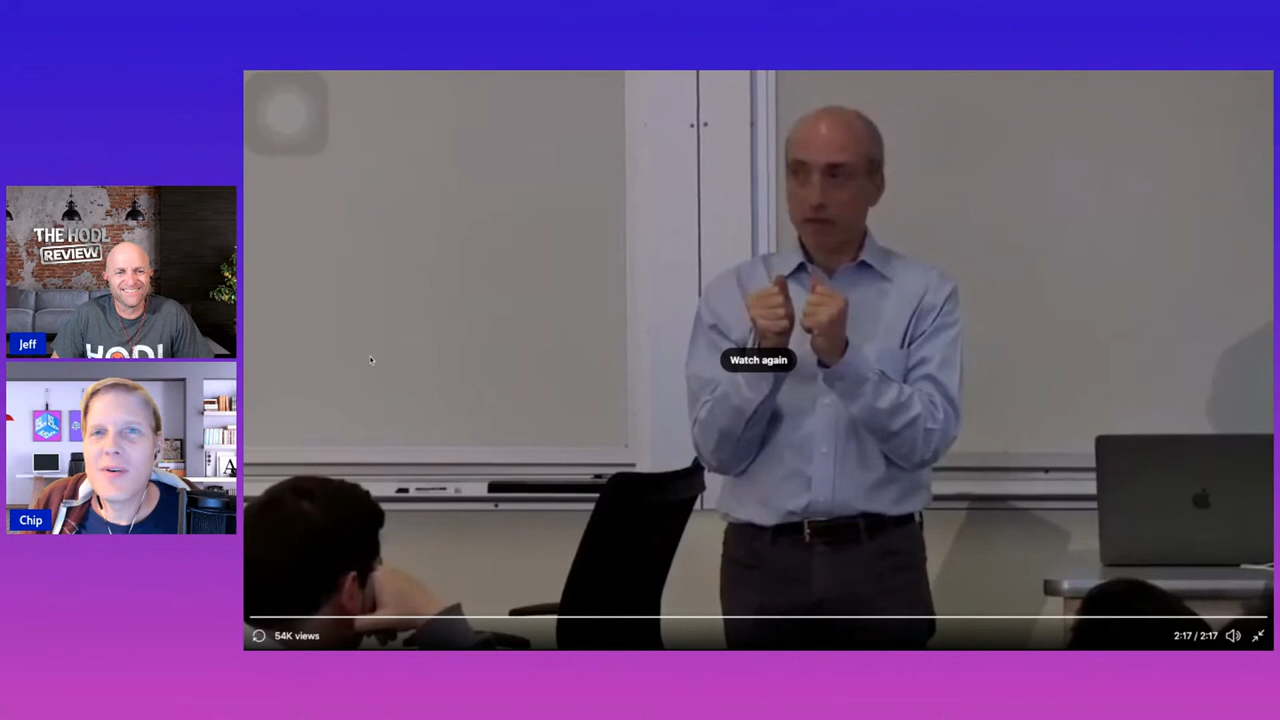 THE HODL
REVIEW
Jeff
HODL
Chip
A
Watch again
54K views
2:17 / 2:17